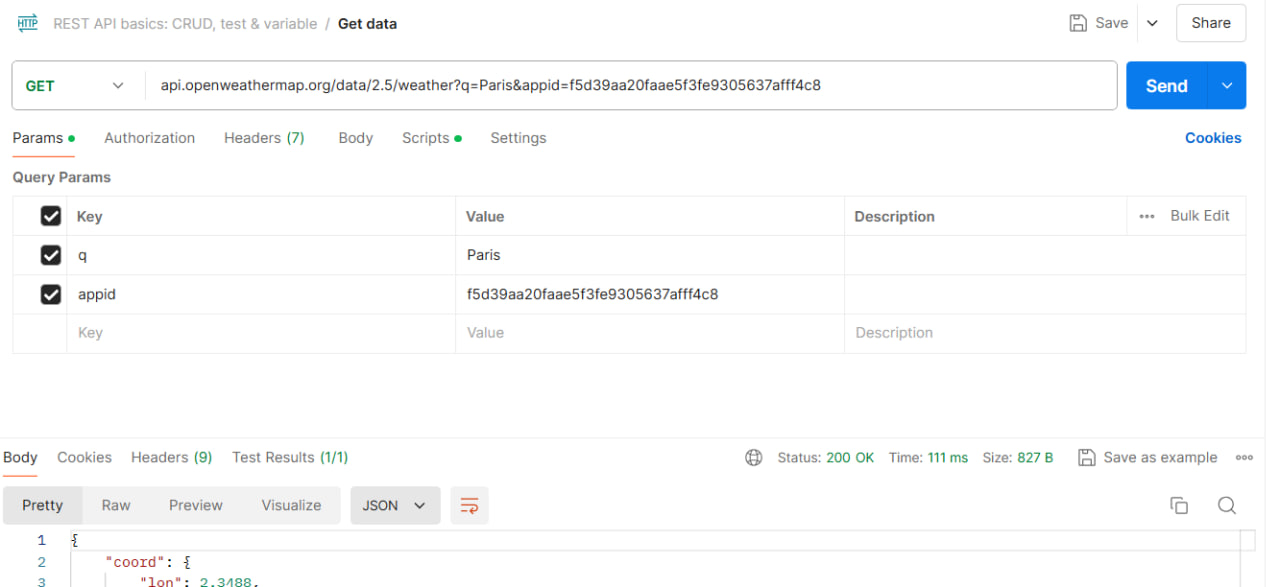 HTTP REST API basics: CRUD, test & variable / Get data Save Share
GET api.openweathermap.org/data/2.5/weather?q=Paris&appid=f5d39aa20faae5f3fe9305637afff4c8 Send
Params Authorization Headers (7) Body Scripts Settings Cookies
Query Params
Key Value Description ••• Bulk Edit
q Paris
appid f5d39aa20faae5f3fe9305637afff4c8
Key Value Description
Body Cookies Headers (9) Test Results (1/1) Status: 200 OK Time: 111 ms Size: 827 B Save as example
Pretty Raw Preview Visualize JSON
1 {
2 "coord": {
3 "lon": 2.3488,